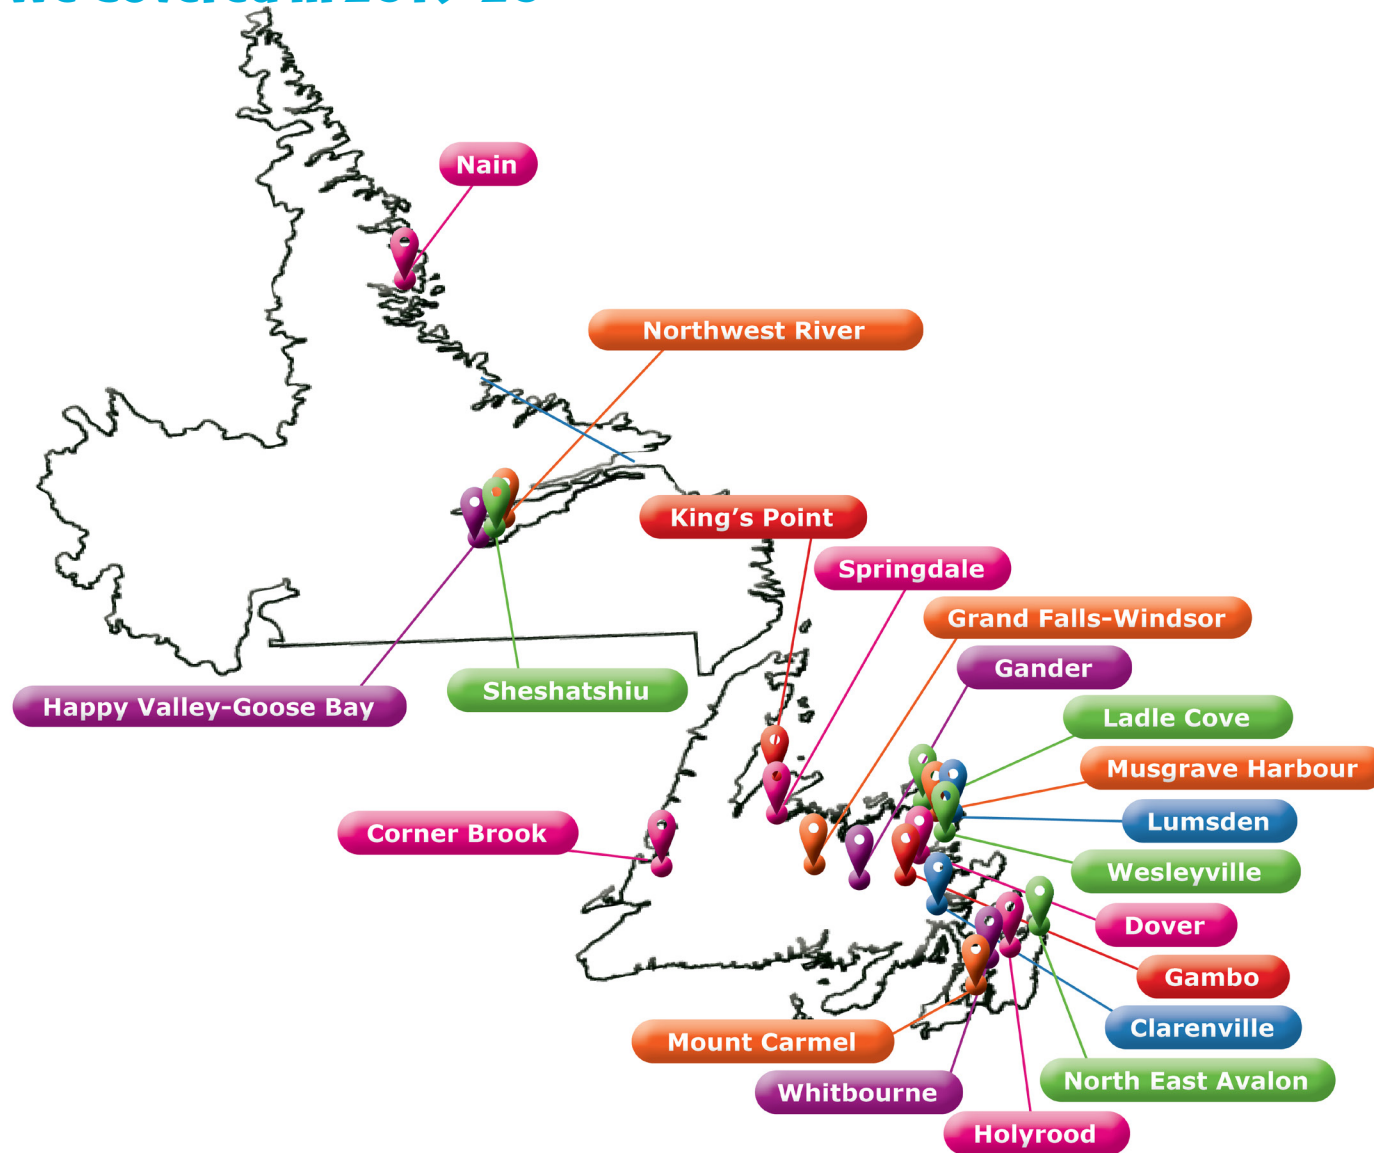 Nain
Northwest River
King's Point
Springdale
Grand Falls-Windsor
Gander
Happy Valley-Goose Bay
Sheshatshiu
Ladle Cove
Musgrave Harbour
Corner Brook
Lumsden
Wesleyville
Dover
Gambo
Clarenville
Mount Carmel
North East Avalon
Whitbourne
Holyrood